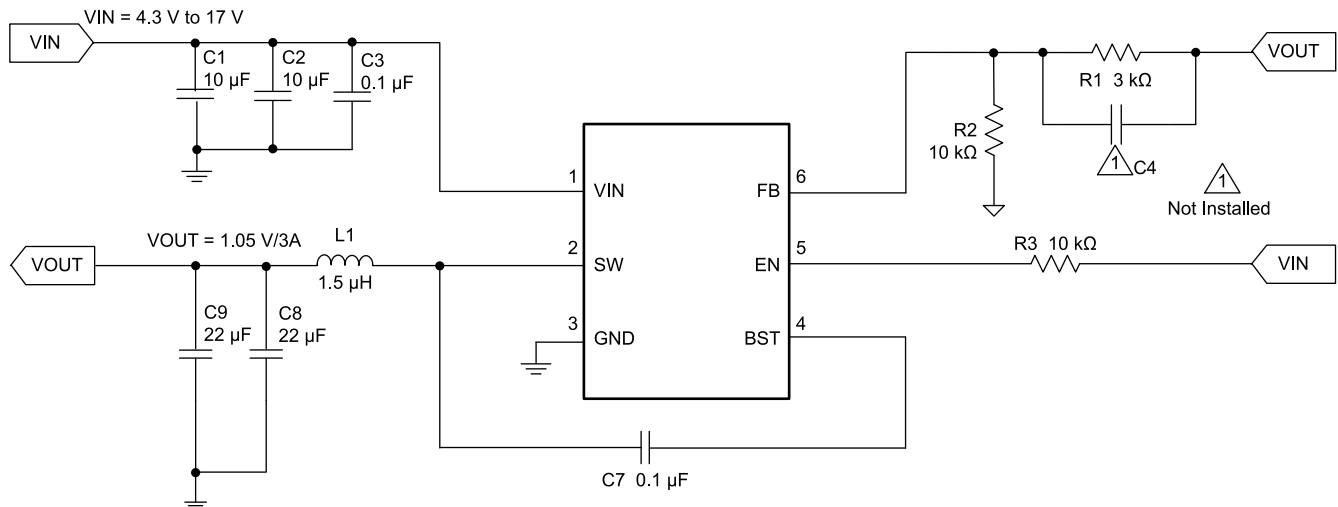 VIN = 4.3 V to 17 V
VIN
C1
10 µF
C2
10 µF
C3
0.1 µF
VOUT
R1 3 kΩ
R2
10 kΩ
1
C4
1
Not Installed
1
VIN
FB
6
VOUT = 1.05 V/3A
L1
VOUT
1.5 µH
2
SW
EN
5
R3 10 kΩ
VIN
C9
22 µF
C8
22 µF
3
GND
BST
4
C7 0.1 µF